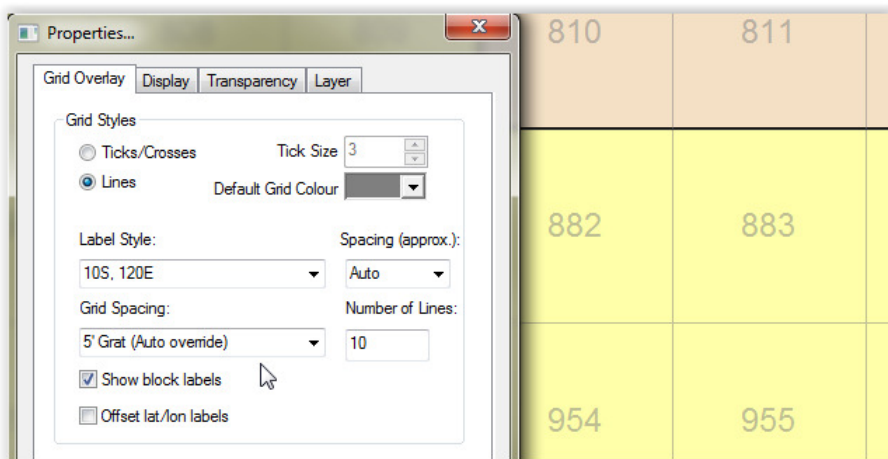 Properties...
x
Grid Overlay Display Transparency Layer
Grid Styles
Ticks/Crosses Tick Size 3
Lines Default Grid Colour
Label Style: Spacing (approx.):
10S, 120E Auto
Grid Spacing: Number of Lines:
5' Grat (Auto override) 10
Show block labels
Offset lat/lon labels
810 811
882 883
954 955